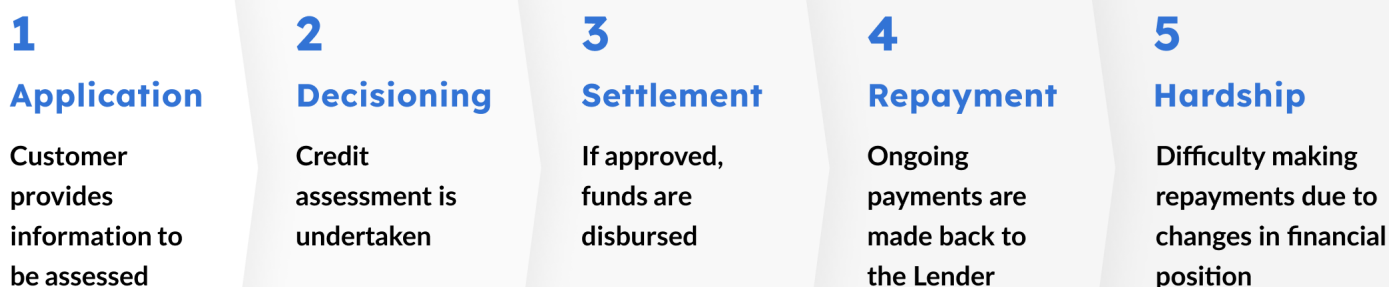 1
Application
Customer
provides
information to
be assessed
2
Decisioning
Credit
assessment is
undertaken
3
Settlement
If approved,
funds are
disbursed
4
Repayment
Ongoing
payments are
made back to
the Lender
5
Hardship
Difficulty making
repayments due to
changes in financial
position